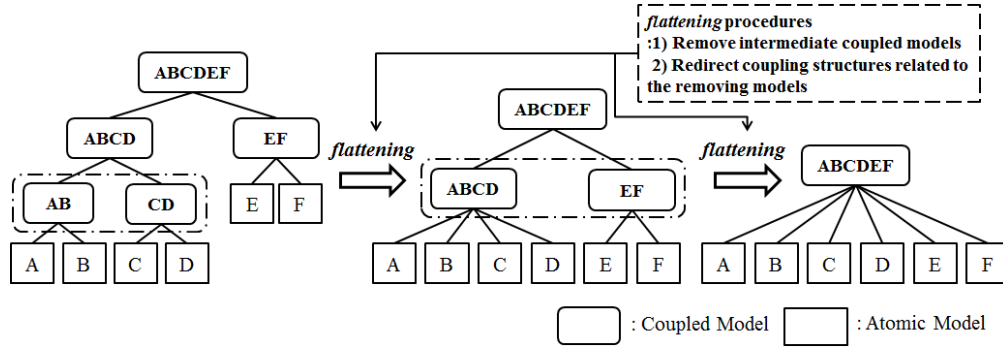 flattening procedures
:1) Remove intermediate coupled models
2) Redirect coupling structures related to
the removing models
ABCDEF
ABCD
EF
AB
CD
E
F
A
B
C
D
flattening
ABCDEF
ABCD
EF
A
B
C
D
E
F
flattening
ABCDEF
A
B
C
D
E
F
: Coupled Model
: Atomic Model